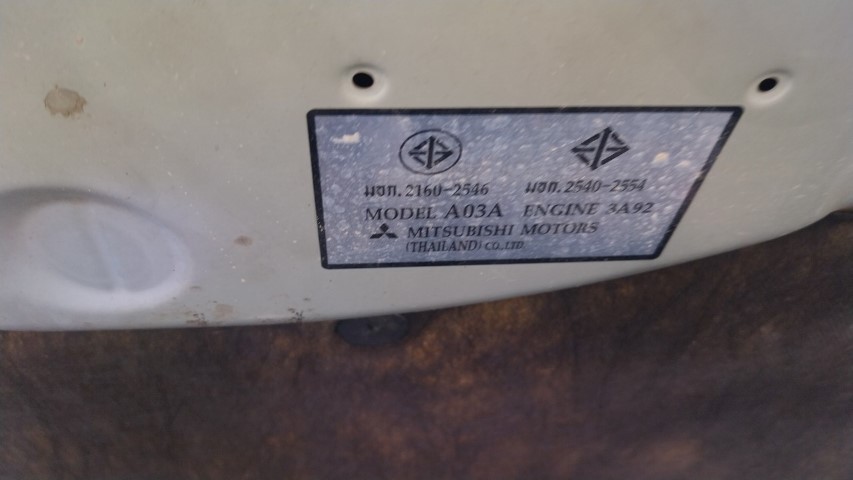 มอก. 2160-2546 มอก. 2540-2554
MODEL A03A ENGINE 3A92
MITSUBISHI MOTORS
(THAILAND) CO.,LTD.